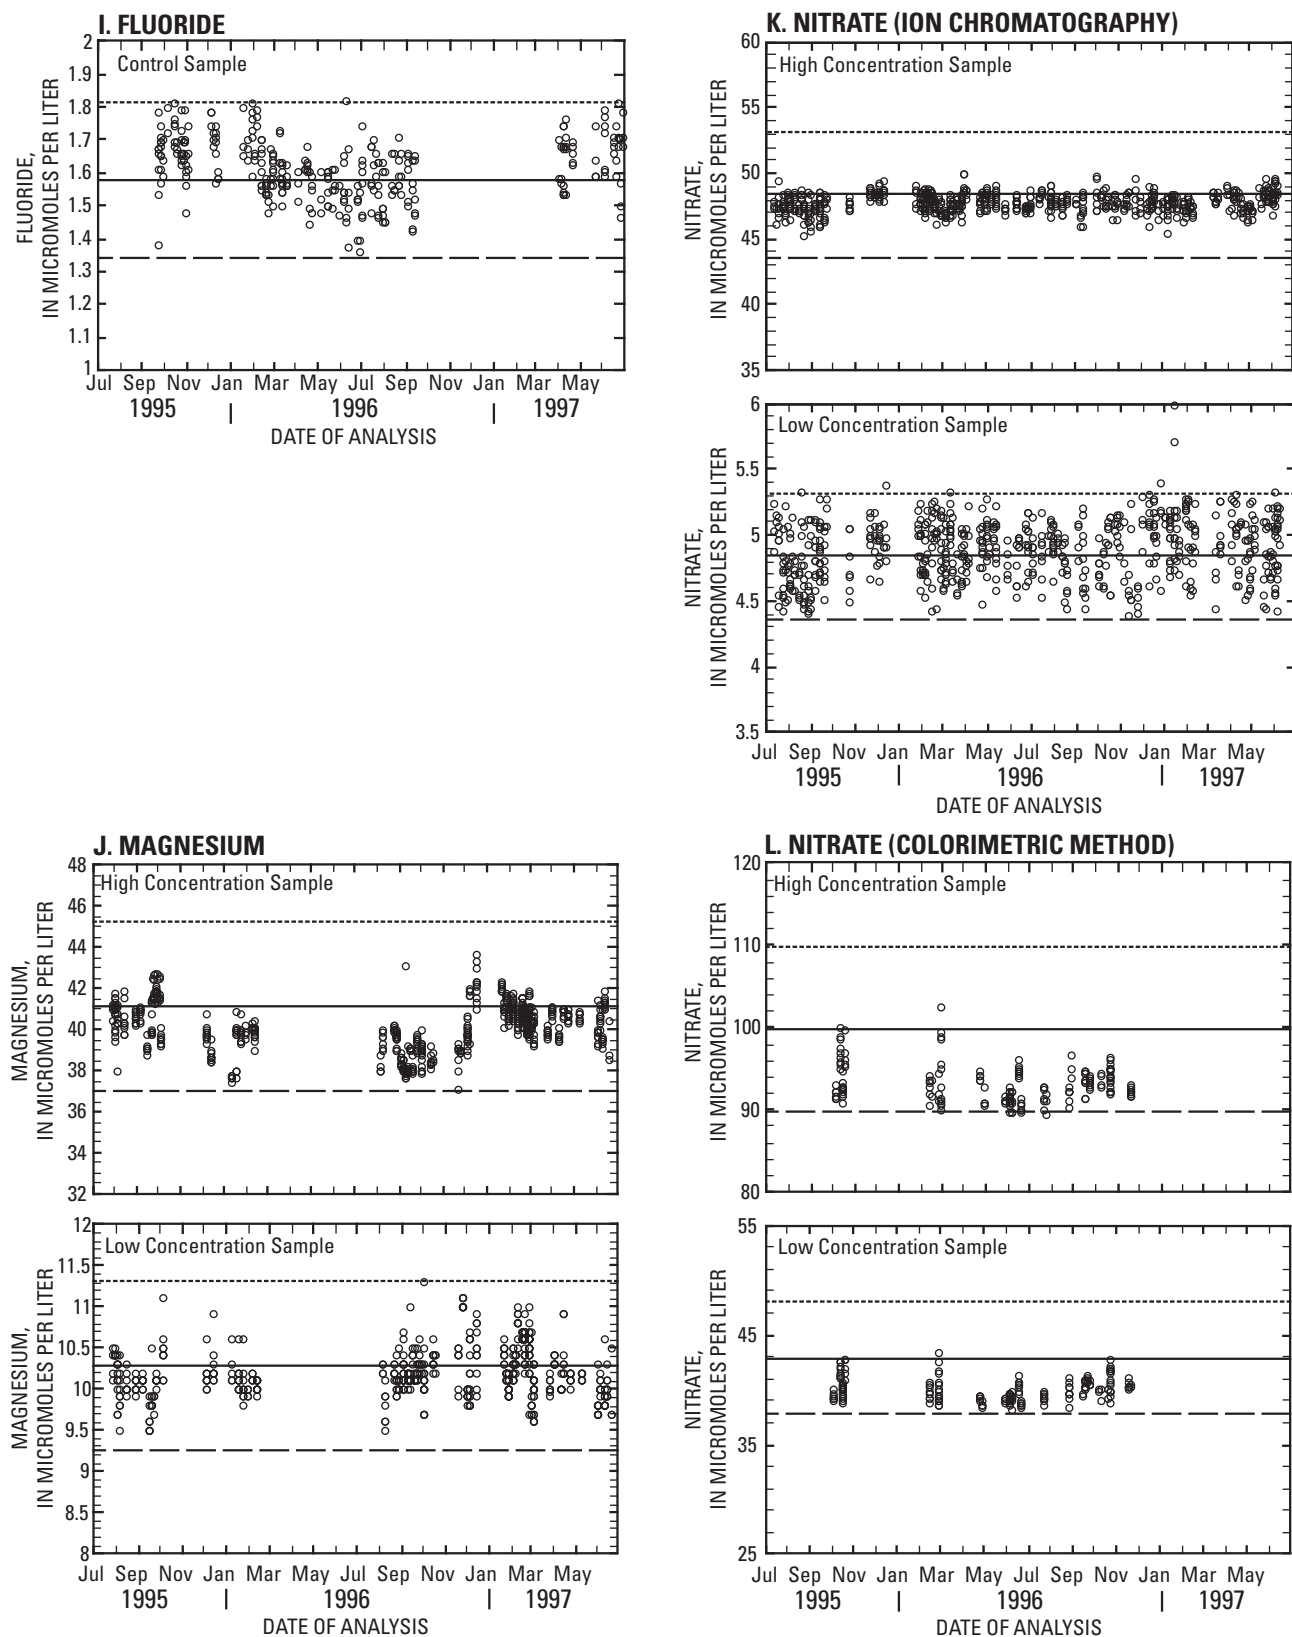 I. FLUORIDE
Control Sample
2
1.9
1.8
1.7
1.6
1.5
1.4
1.3
1.2
1.1
1
FLUORIDE,
IN MICROMOLES PER LITER
Jul Sep Nov Jan Mar May Jul Sep Nov Jan Mar May
1995 | 1996 | 1997
DATE OF ANALYSIS
K. NITRATE (ION CHROMATOGRAPHY)
High Concentration Sample
60
55
50
45
40
35
NITRATE,
IN MICROMOLES PER LITER
Low Concentration Sample
6
5.5
5
4.5
4
3.5
NITRATE,
IN MICROMOLES PER LITER
Jul Sep Nov Jan Mar May Jul Sep Nov Jan Mar May
1995 | 1996 | 1997
DATE OF ANALYSIS
J. MAGNESIUM
High Concentration Sample
48
46
44
42
40
38
36
34
32
MAGNESIUM,
IN MICROMOLES PER LITER
Low Concentration Sample
12
11.5
11
10.5
10
9.5
9
8.5
8
MAGNESIUM,
IN MICROMOLES PER LITER
Jul Sep Nov Jan Mar May Jul Sep Nov Jan Mar May
1995 | 1996 | 1997
DATE OF ANALYSIS
L. NITRATE (COLORIMETRIC METHOD)
High Concentration Sample
120
110
100
90
80
NITRATE,
IN MICROMOLES PER LITER
Low Concentration Sample
55
45
35
25
NITRATE,
IN MICROMOLES PER LITER
Jul Sep Nov Jan Mar May Jul Sep Nov Jan Mar May
1995 | 1996 | 1997
DATE OF ANALYSIS